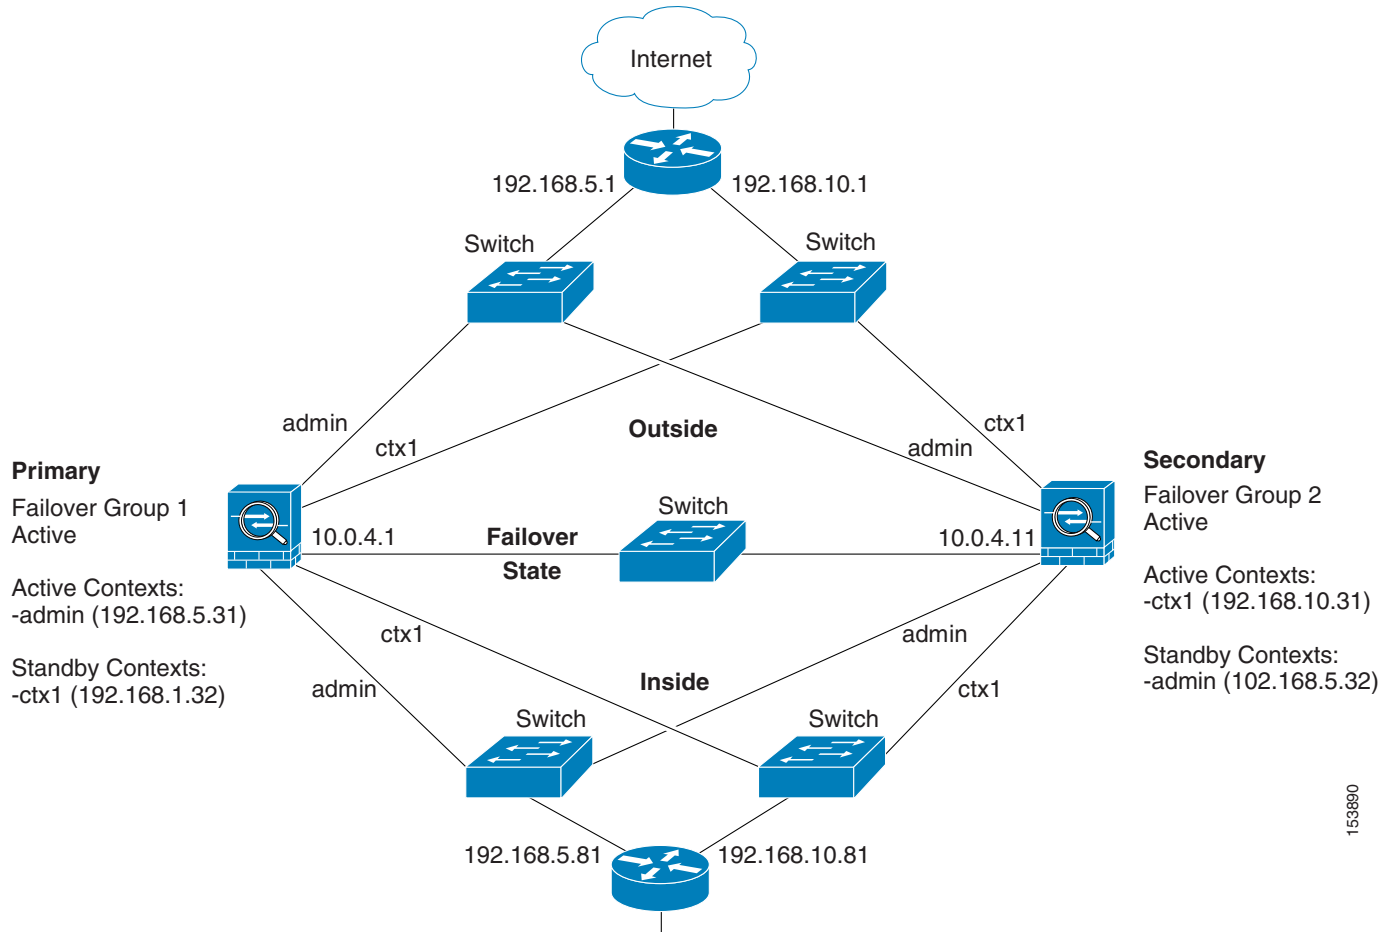 Internet
192.168.5.1
192.168.10.1
Switch
Switch
admin
ctx1
Outside
ctx1
admin
Primary
Failover Group 1
Active
Active Contexts:
-admin (192.168.5.31)
Standby Contexts:
-ctx1 (192.168.1.32)
10.0.4.1
Failover
State
Switch
10.0.4.11
Secondary
Failover Group 2
Active
Active Contexts:
-ctx1 (192.168.10.31)
Standby Contexts:
-admin (102.168.5.32)
ctx1
admin
admin
Inside
ctx1
Switch
Switch
192.168.5.81
192.168.10.81
153890